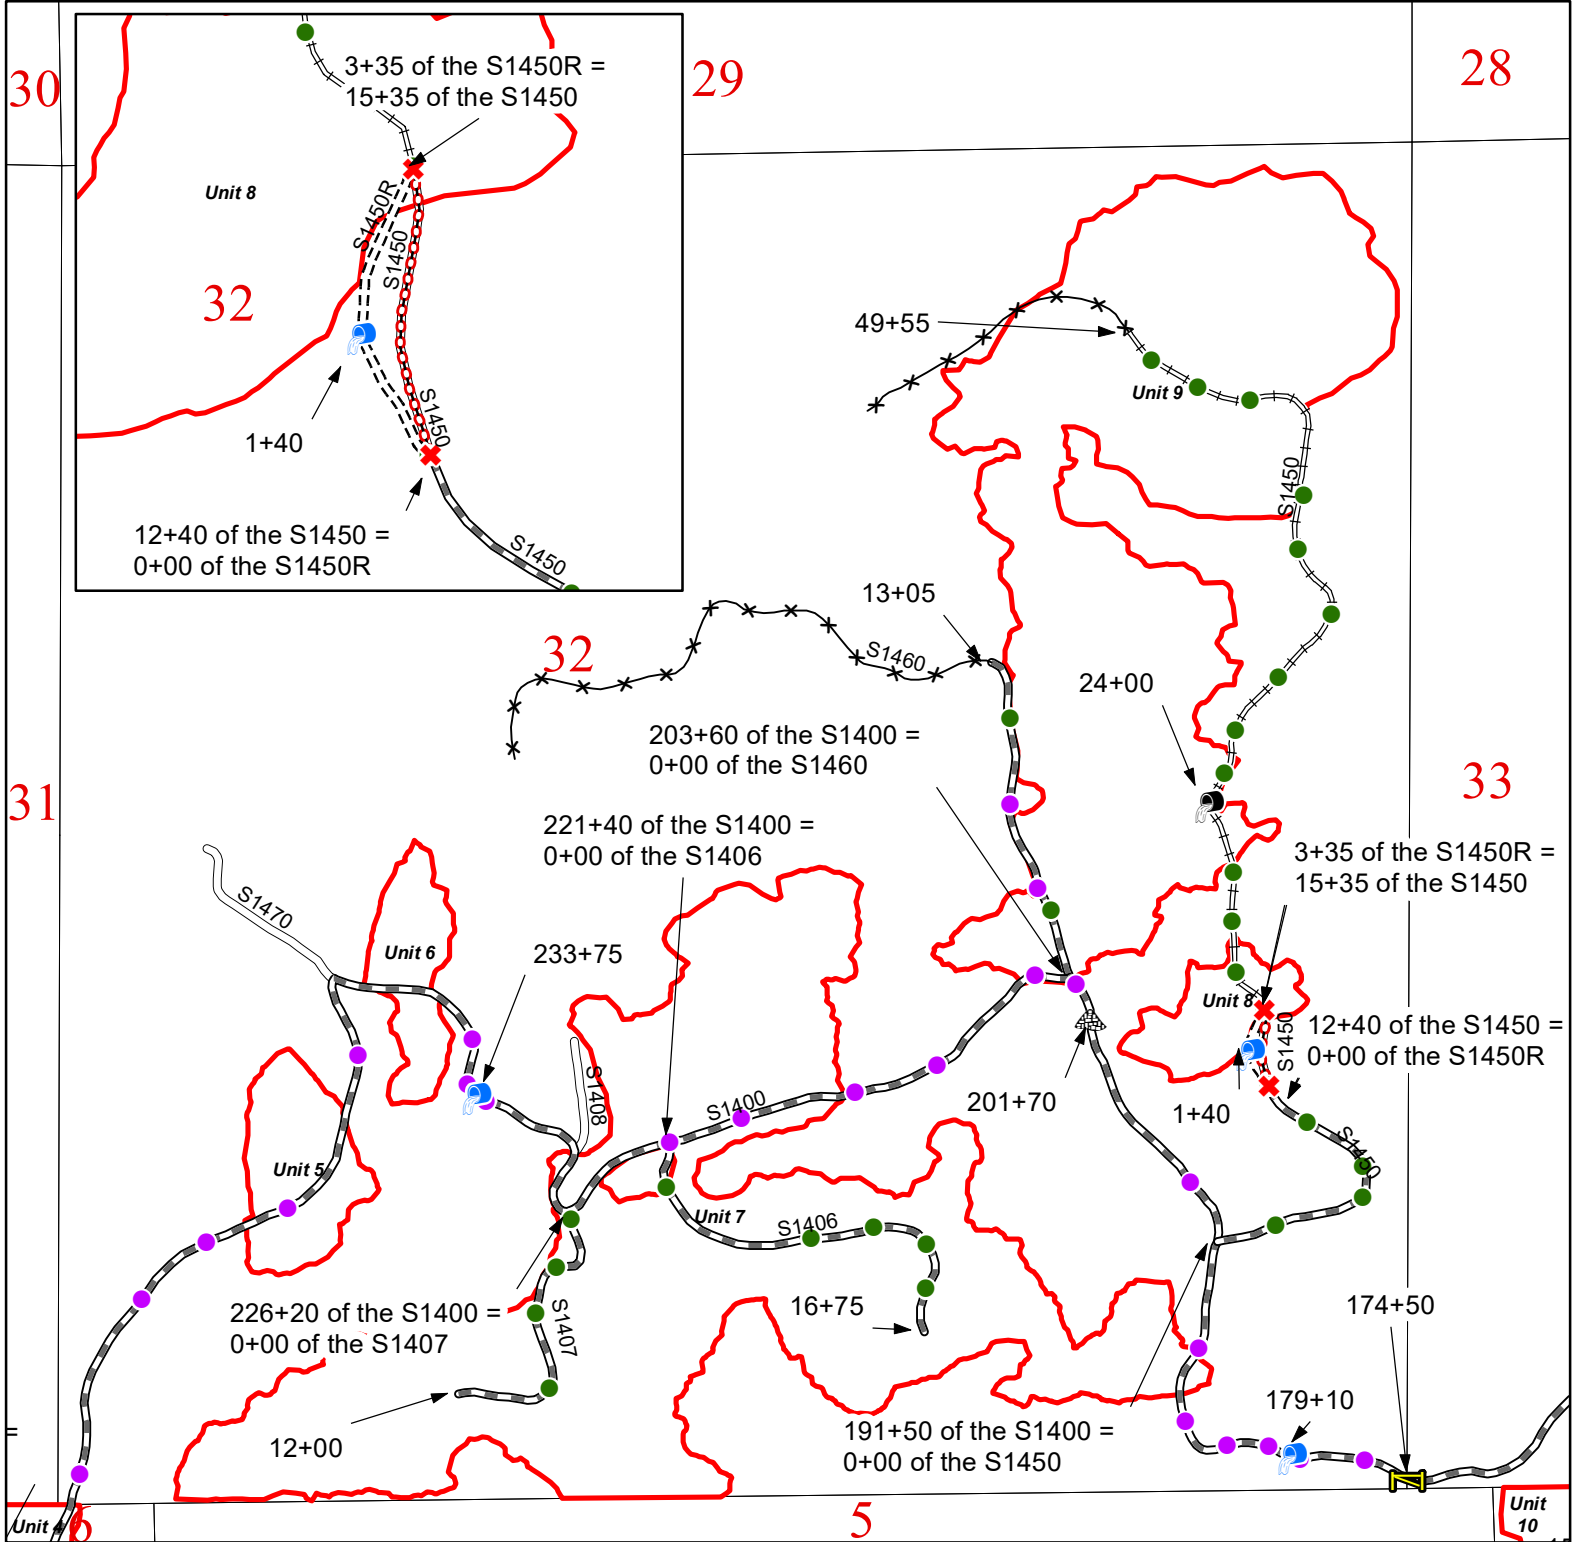 30
29
28
3+35 of the S1450R =
15+35 of the S1450
Unit 8
S1450R
S1450
32
S1450
1+40
12+40 of the S1450 =
0+00 of the S1450R
S1450
49+55
Unit 9
S1450
13+05
32
S1460
24+00
203+60 of the S1400 =
0+00 of the S1460
31
33
221+40 of the S1400 =
0+00 of the S1406
3+35 of the S1450R =
15+35 of the S1450
S1470
Unit 6
233+75
Unit 8
S1450
12+40 of the S1450 =
0+00 of the S1450R
S1408
S1400
201+70
1+40
S1450
Unit 5
Unit 7
S1406
226+20 of the S1400 =
0+00 of the S1407
S1407
16+75
174+50
179+10
12+00
191+50 of the S1400 =
0+00 of the S1450
=
Unit 4
6
5
Unit
10